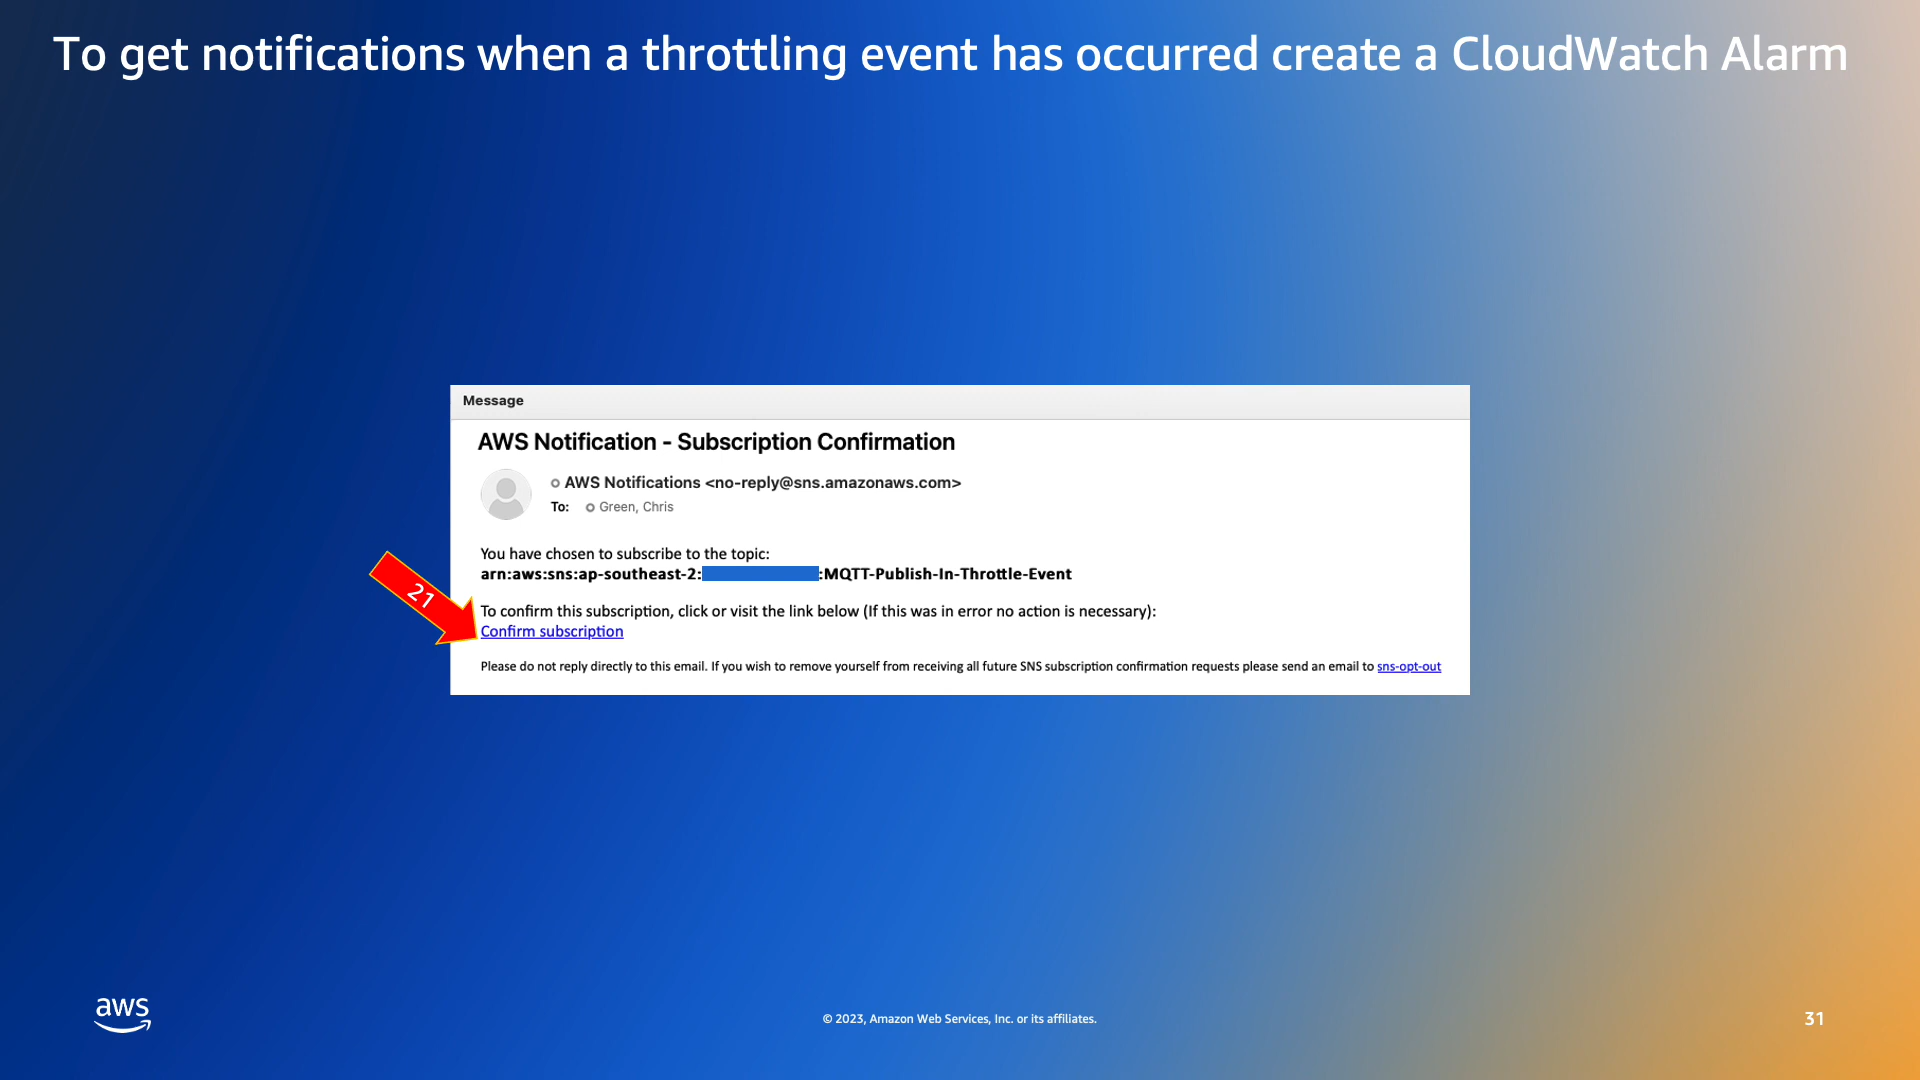 To get notifications when a throttling event has occurred create a CloudWatch Alarm
Message
AWS Notification - Subscription Confirmation
AWS Notifications <no-reply@sns.amazonaws.com>
To: Green, Chris
You have chosen to subscribe to the topic:
arn:aws:sns:ap-southeast-2: :MQTT-Publish-In-Throttle-Event
21
To confirm this subscription, click or visit the link below (If this was in error no action is necessary):
Confirm subscription
Please do not reply directly to this email. If you wish to remove yourself from receiving all future SNS subscription confirmation requests please send an email to sns-opt-out
aws
© 2023, Amazon Web Services, Inc. or its affiliates.
31